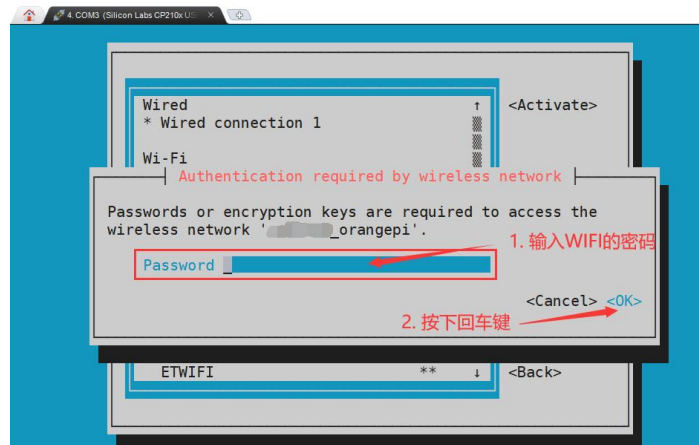 4. COM3 (Silicon Labs CP210x US
Wired
* Wired connection 1
<Activate>
Wi-Fi
Authentication required by wireless network
Passwords or encryption keys are required to access the
wireless network '_orangepi'.
1. 输入WIFI的密码
Password
<Cancel> <OK>
2. 按下回车键
ETWIFI ** ↓ <Back>